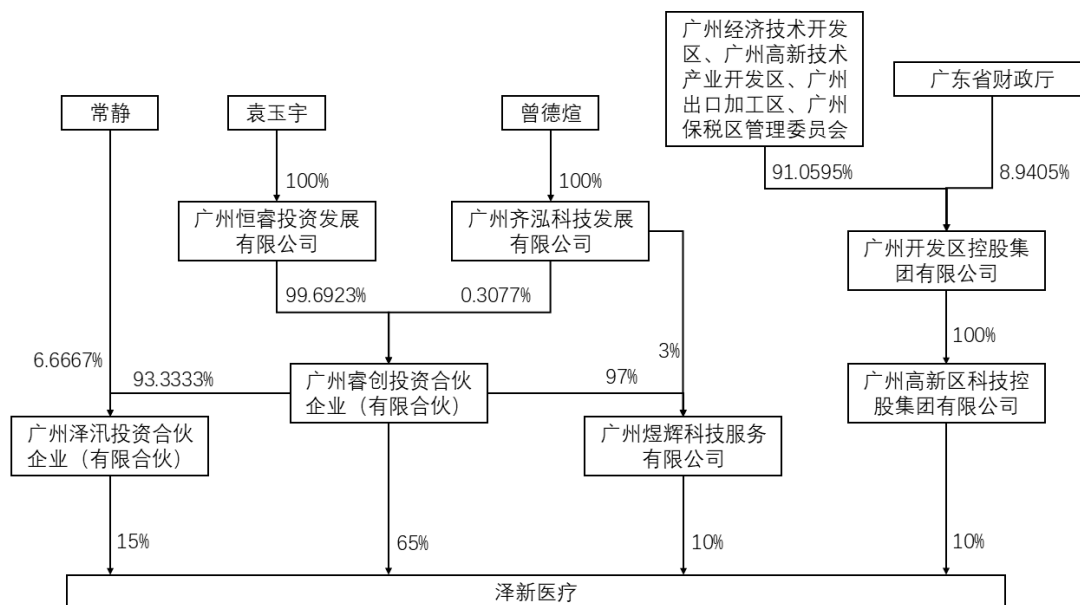 广州经济技术开发
区、广州高新技术
产业开发区、广州
出口加工区、广州
保税区管理委员会
广东省财政厅
常静
袁玉宇
曾德煊
91.0595%
8.9405%
100%
100%
广州恒睿投资发展
有限公司
广州齐泓科技发展
有限公司
广州开发区控股集
团有限公司
99.6923%
0.3077%
100%
6.6667%
93.3333%
广州睿创投资合伙
企业（有限合伙）
97%
3%
广州高新区科技控
股集团有限公司
广州泽汛投资合伙
企业（有限合伙）
广州煜辉科技服务
有限公司
15%
65%
10%
10%
泽新医疗